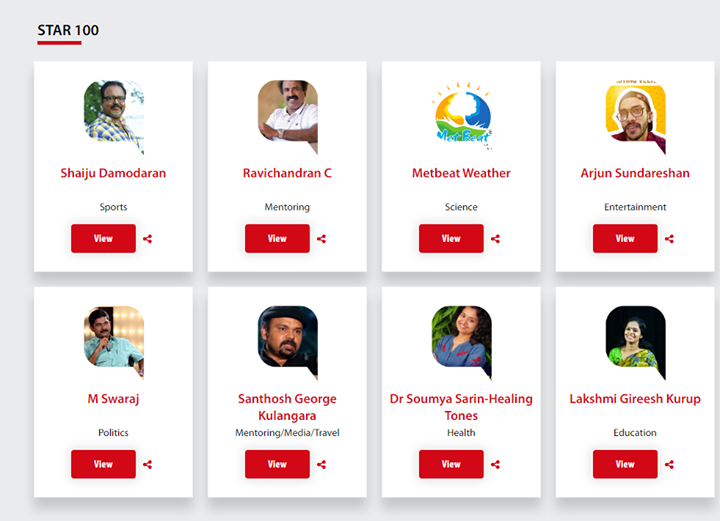 STAR 100
Shaiju Damodaran
Sports
View
Ravichandran C
Mentoring
View
Met Beat
Metbeat Weather
Science
View
Arjun Sundareshan
Entertainment
View
M Swaraj
Politics
View
Santhosh George
Kulangara
Mentoring/Media/Travel
View
Dr Soumya Sarin-Healing
Tones
Health
View
Lakshmi Gireesh Kurup
Education
View